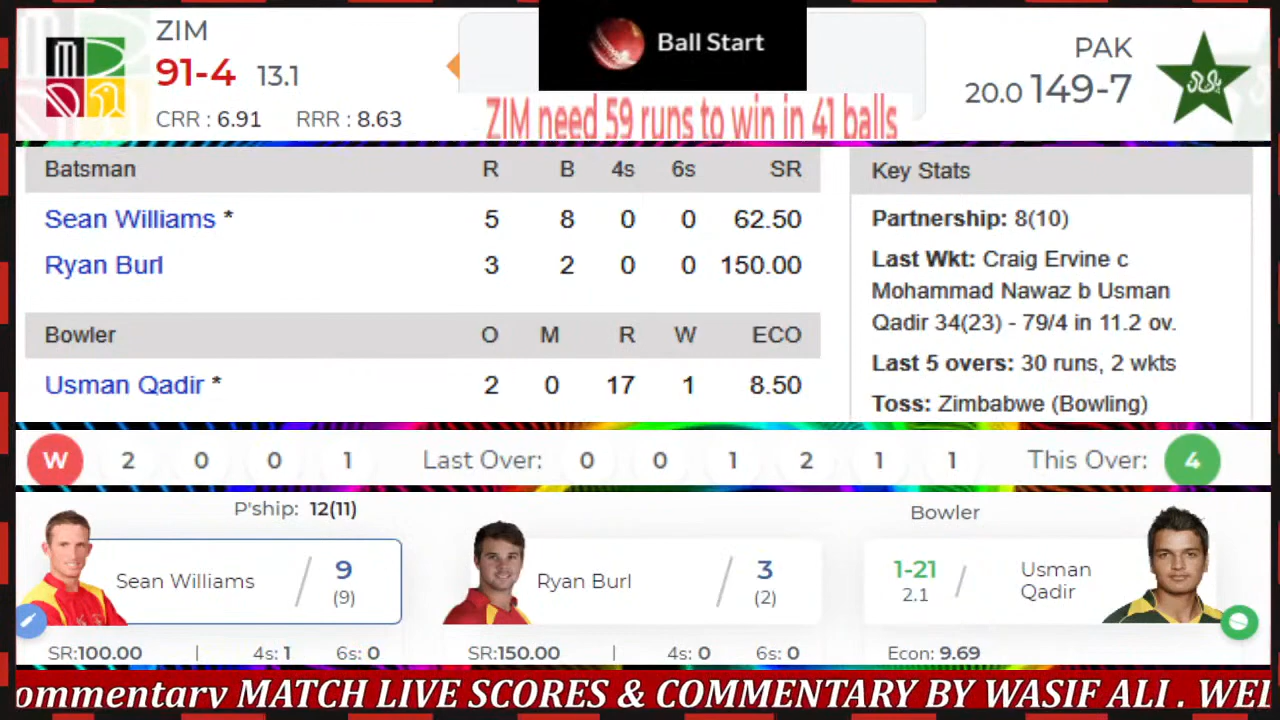 ZIM
91-4 13.1
CRR : 6.91 RRR : 8.63
Ball Start
ZIM need 59 runs to win in 41 balls
PAK
20.0 149-7
Batsman R B 4s 6s SR
Sean Williams * 5 8 0 0 62.50
Ryan Burl 3 2 0 0 150.00
Bowler O M R W ECO
Usman Qadir * 2 0 17 1 8.50
Key Stats
Partnership: 8(10)
Last Wkt: Craig Ervine c
Mohammad Nawaz b Usman
Qadir 34(23) - 79/4 in 11.2 ov.
Last 5 overs: 30 runs, 2 wkts
Toss: Zimbabwe (Bowling)
W 2 0 0 1 Last Over: 0 0 1 2 1 1 This Over: 4
P'ship: 12(11)
Sean Williams / 9
(9)
SR:100.00 | 4s: 1 6s: 0
Ryan Burl / 3
(2)
SR:150.00 | 4s: 0 6s: 0
Bowler
1-21 / Usman
2.1 Qadir
Econ: 9.69
ommentary MATCH LIVE SCORES & COMMENTARY BY WASIF ALI . WEL